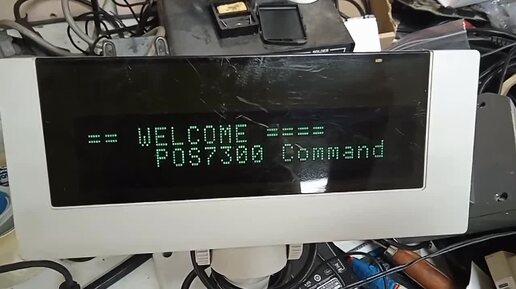 == WELCOME ====
POS7300 Command